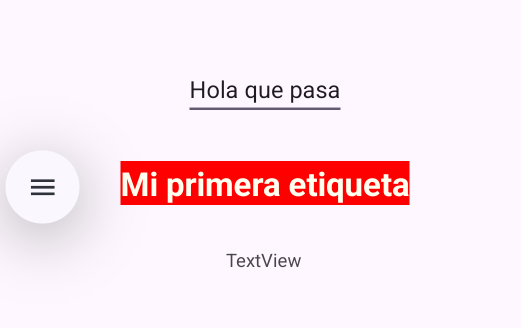 Hola que pasa
Mi primera etiqueta
TextView